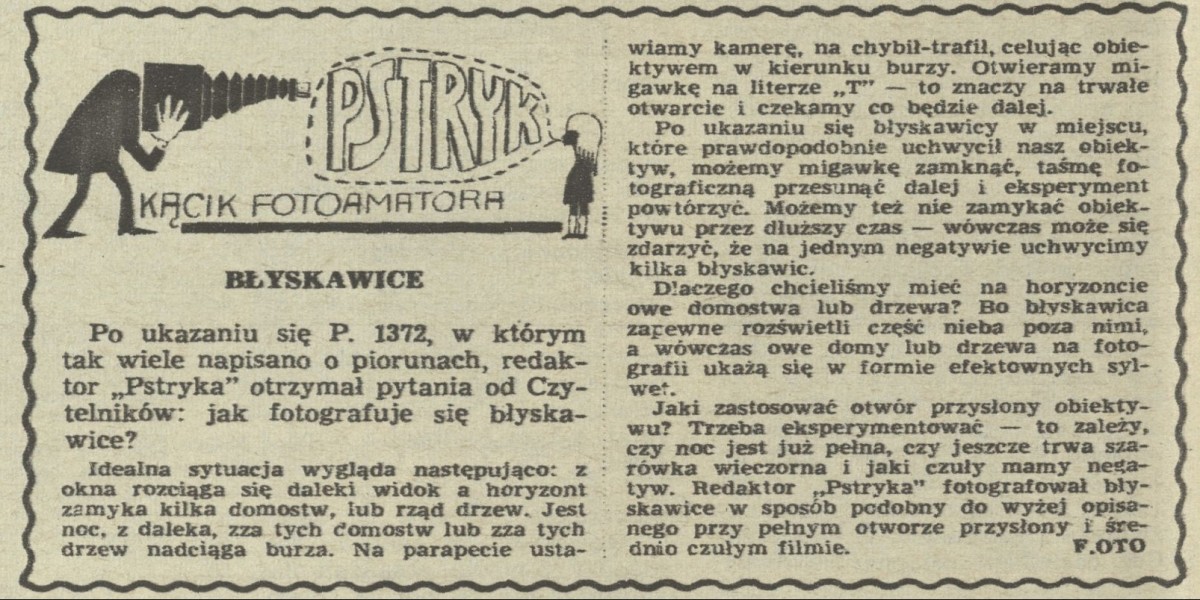 PSTRYK
KĄCIK FOTOAMATORA
BŁYSKAWICE
Po ukazaniu się P. 1372, w którym
tak wiele napisano o piorunach, redak-
tor „Pstryka” otrzymał pytania od Czy-
telników: jak fotografuje się błyska-
wice?
Idealna sytuacja wygląda następująco: z
okna rozciąga się daleki widok a horyzont
zamyka kilka domostw, lub rząd drzew. Jest
noc, z daleka, zza tych domostw lub zza tych
drzew nadciąga burza. Na parapecie usta-
wiamy kamerę, na chybił-trafił, celując obie-
ktywem w kierunku burzy. Otwieramy mi-
gawkę na literze „T” — to znaczy na trwałe
otwarcie i czekamy co będzie dalej.
Po ukazaniu się błyskawicy w miejscu,
które prawdopodobnie uchwycił nasz obiek-
tyw, możemy migawkę zamknąć, taśmę fo-
tograficzną przesunąć dalej i eksperyment
powtórzyć. Możemy też nie zamykać obiek-
tywu przez dłuższy czas — wówczas może się
zdarzyć, że na jednym negatywie uchwycimy
kilka błyskawic.
Dlaczego chcieliśmy mieć na horyzoncie
owe domostwa lub drzewa? Bo błyskawica
zapewne rozświetli część nieba poza nimi,
a wówczas owe domy lub drzewa na foto-
grafii ukażą się w formie efektownych syl-
wet.
Jaki zastosować otwór przysłony obiekty-
wu? Trzeba eksperymentować — to zależy,
czy noc jest już pełna, czy jeszcze trwa sza-
rówka wieczorna i jaki czuły mamy nega-
tyw. Redaktor „Pstryka” fotografował bły-
skawice w sposób podobny do wyżej opisa-
nego przy pełnym otworze przysłony i śre-
dnio czułym filmie. F.OTO